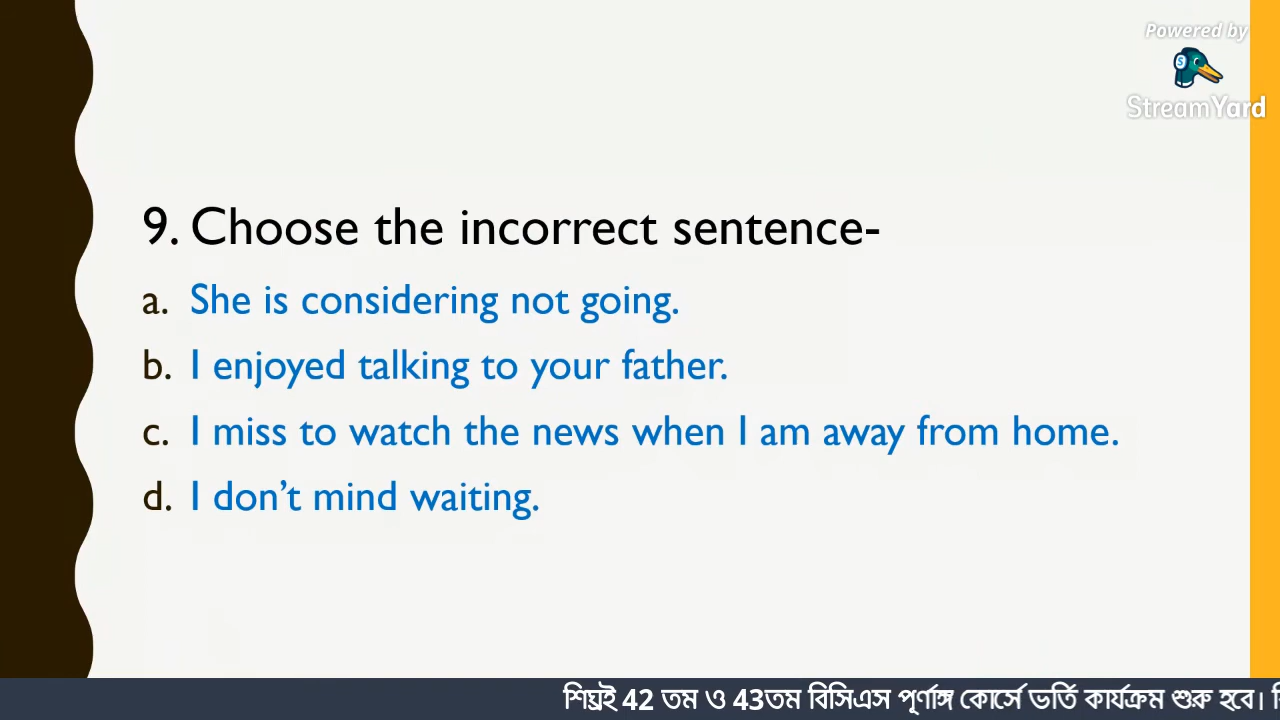 Powered by
StreamYard
9. Choose the incorrect sentence-
a. She is considering not going.
b. I enjoyed talking to your father.
c. I miss to watch the news when I am away from home.
d. I don’t mind waiting.
শিঘ্রই 42 তম ও 43তম বিসিএস পূর্ণাঙ্গ কোর্সে ভর্তি কার্যক্রম শুরু হবে।